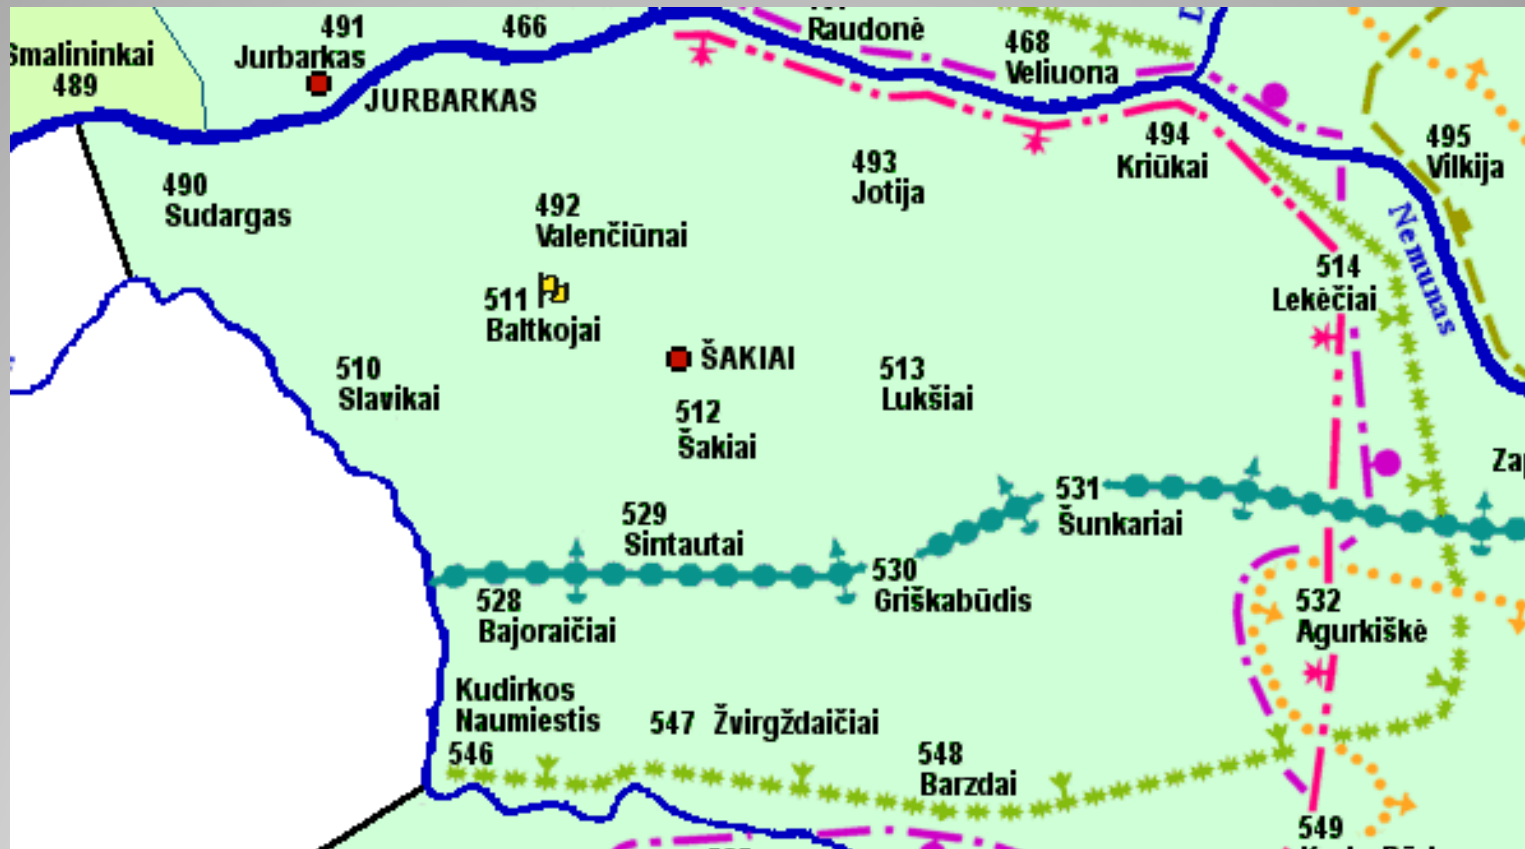 491
Jurbarkas
466
Raudonė
468
Veliuona
Smalininkai
489
JURBARKAS
494
Kriūkai
495
Vilkija
493
Jotija
490
Sudargas
492
Valenčiūnai
Nemunas
514
Lekėčiai
511
Baltkojai
ŠAKIAI
510
Slavikai
513
Lukšiai
512
Šakiai
531
Šunkariai
529
Sintautai
530
Griškabūdis
528
Bajoraičiai
532
Agurkiškė
Kudirkos
Naumiestis
546
547 Žvirgždaičiai
548
Barzdai
549